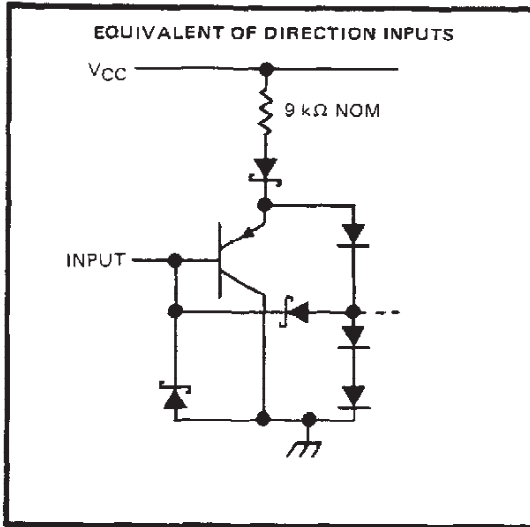 EQUIVALENT OF DIRECTION INPUTS
VCC
9 kΩ NOM
INPUT